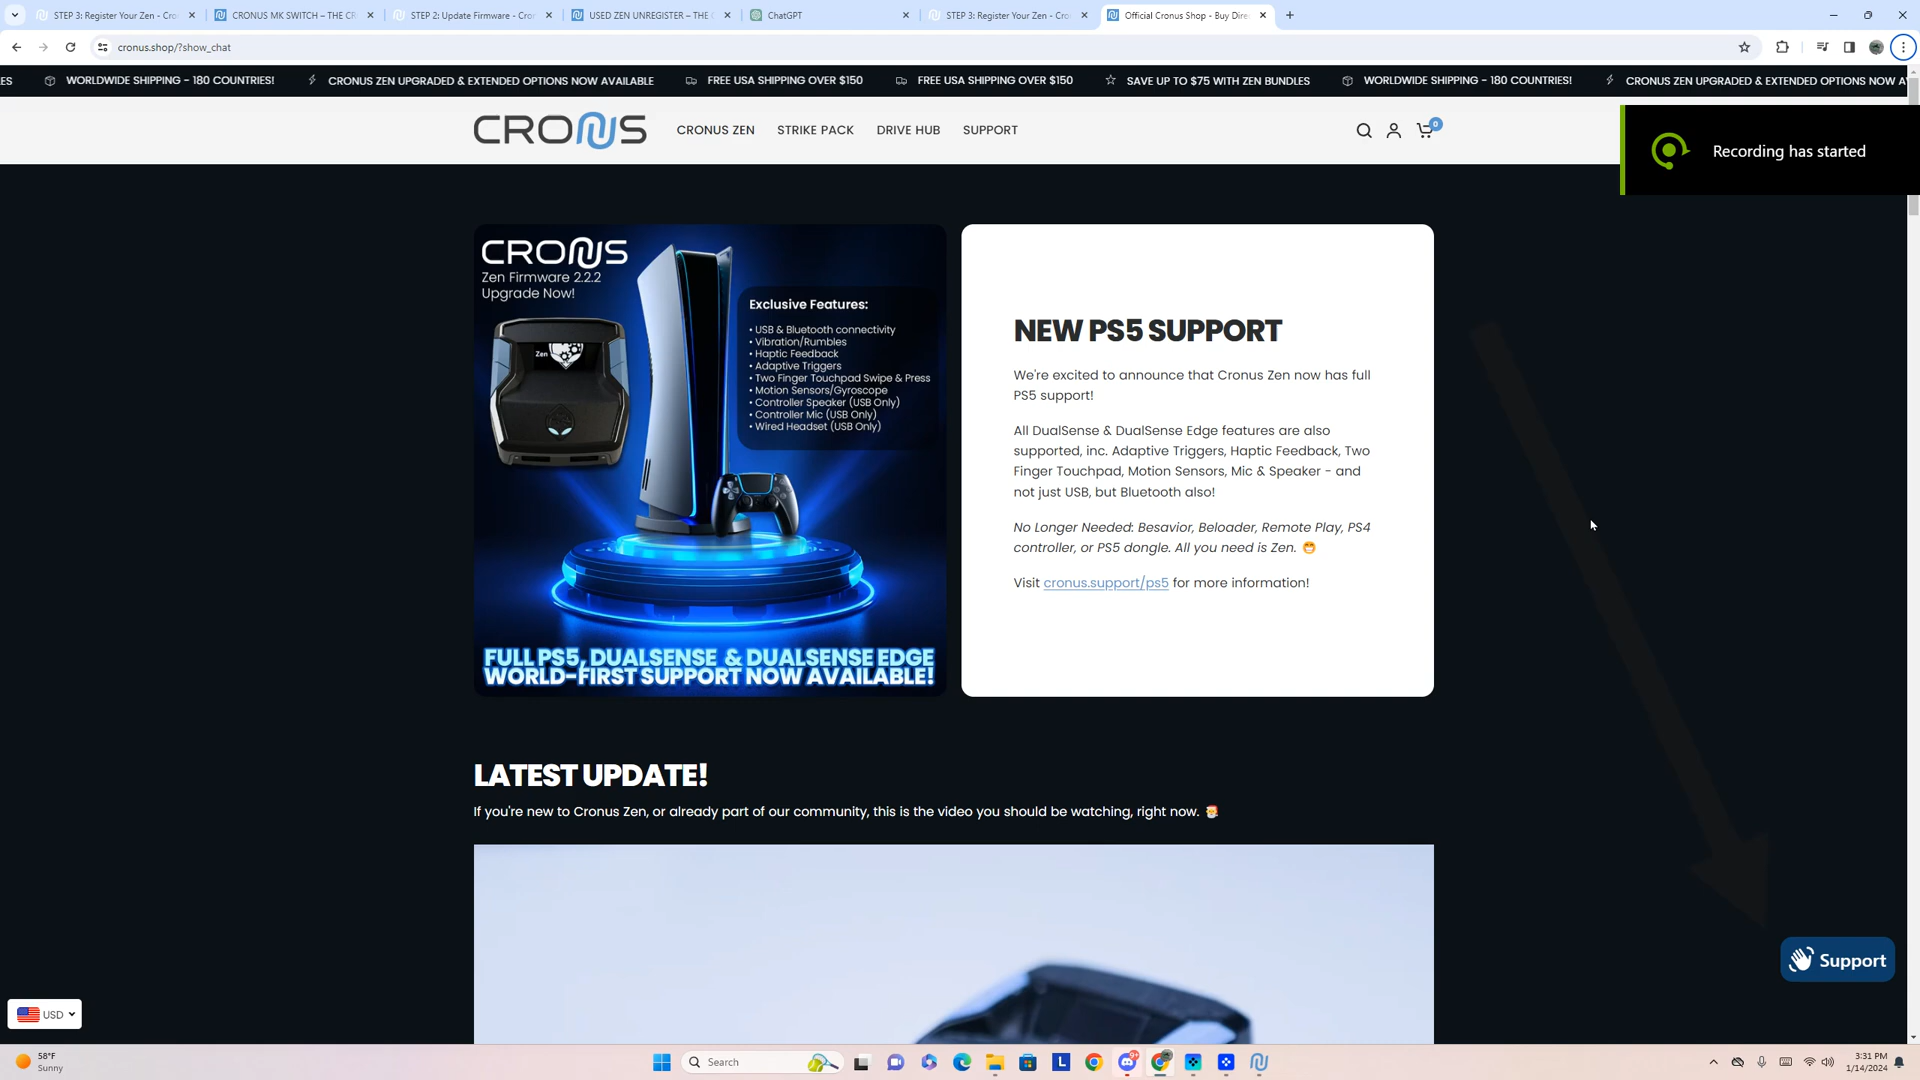 STEP 3: Register Your Zen - Cro
CRONUS MK SWITCH – THE CR
STEP 2: Update Firmware - Cro
USED ZEN UNREGISTER – THE
ChatGPT
STEP 3: Register Your Zen - Cro
Official Cronus Shop - Buy Dire
cronus.shop/?show_chat
ES
WORLDWIDE SHIPPING - 180 COUNTRIES!
CRONUS ZEN UPGRADED & EXTENDED OPTIONS NOW AVAILABLE
FREE USA SHIPPING OVER $150
FREE USA SHIPPING OVER $150
SAVE UP TO $75 WITH ZEN BUNDLES
WORLDWIDE SHIPPING - 180 COUNTRIES!
CRONUS ZEN UPGRADED & EXTENDED OPTIONS NOW A
CRONUS
CRONUS ZEN
STRIKE PACK
DRIVE HUB
SUPPORT
0
Recording has started
CRONUS
Zen Firmware 2.2.2
Upgrade Now!
Zen
Exclusive Features:
• USB & Bluetooth connectivity
• Vibration/Rumbles
• Haptic Feedback
• Adaptive Triggers
• Two Finger Touchpad Swipe & Press
• Motion Sensors/Gyroscope
• Controller Speaker (USB Only)
• Controller Mic (USB Only)
• Wired Headset (USB Only)
FULL PS5, DUALSENSE & DUALSENSE EDGE
WORLD-FIRST SUPPORT NOW AVAILABLE!
NEW PS5 SUPPORT
We're excited to announce that Cronus Zen now has full
PS5 support!
All DualSense & DualSense Edge features are also
supported, inc. Adaptive Triggers, Haptic Feedback, Two
Finger Touchpad, Motion Sensors, Mic & Speaker - and
not just USB, but Bluetooth also!
No Longer Needed: Besavior, Beloader, Remote Play, PS4
controller, or PS5 dongle. All you need is Zen. 😁
Visit cronus.support/ps5 for more information!
LATEST UPDATE!
If you're new to Cronus Zen, or already part of our community, this is the video you should be watching, right now. 🎅
Support
USD
58°F
Sunny
Search
L
9+
3:31 PM
1/14/2024